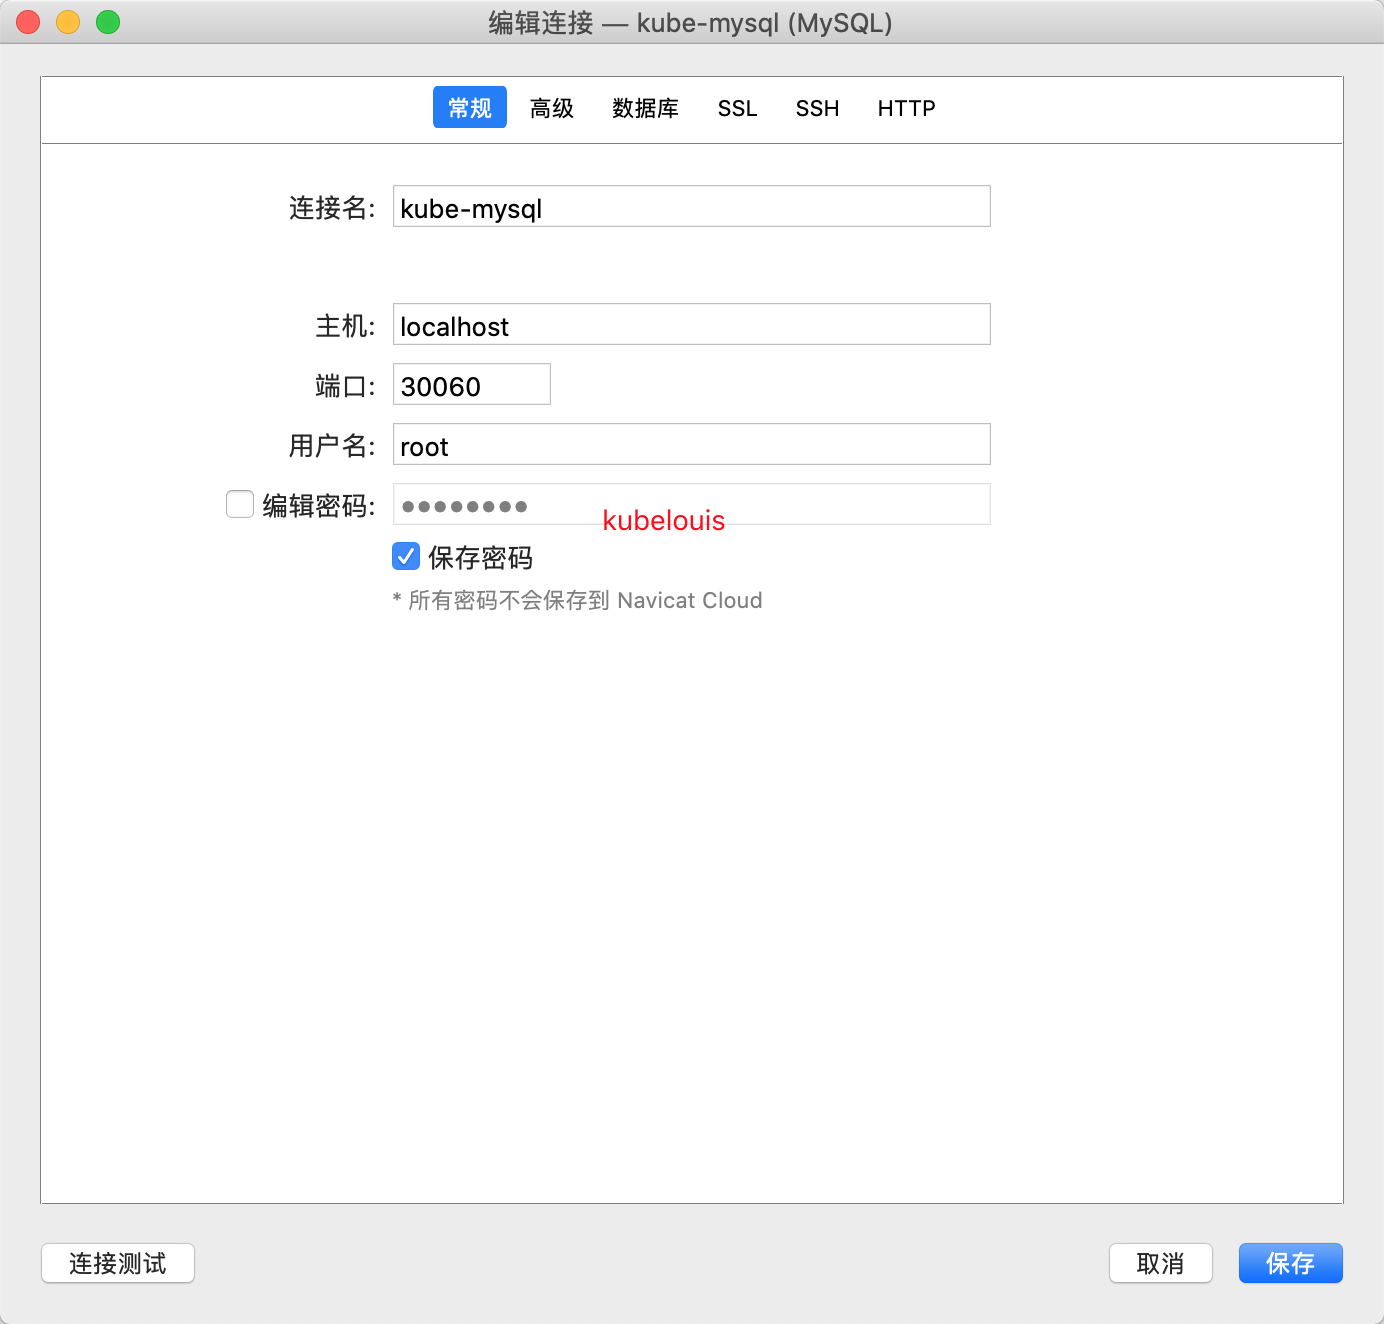 编辑连接 — kube-mysql (MySQL)
常规 高级 数据库 SSL SSH HTTP
连接名: kube-mysql
主机: localhost
端口: 30060
用户名: root
编辑密码: ●●●●●●●● kubelouis
保存密码
* 所有密码不会保存到 Navicat Cloud
连接测试 取消 保存